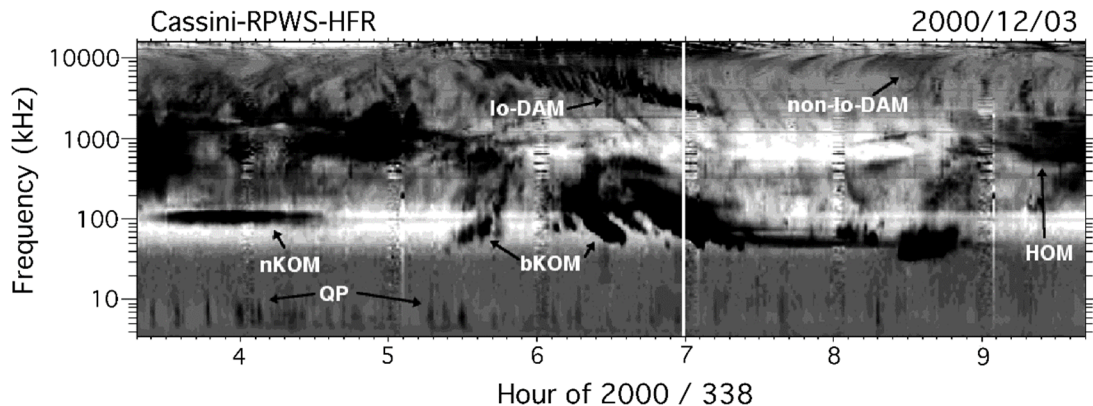 Cassini-RPWS-HFR 2000/12/03
10000
Io-DAM non-Io-DAM
1000
Frequency (kHz)
100
nKOM bKOM HOM
QP
10
4 5 6 7 8 9
Hour of 2000 / 338